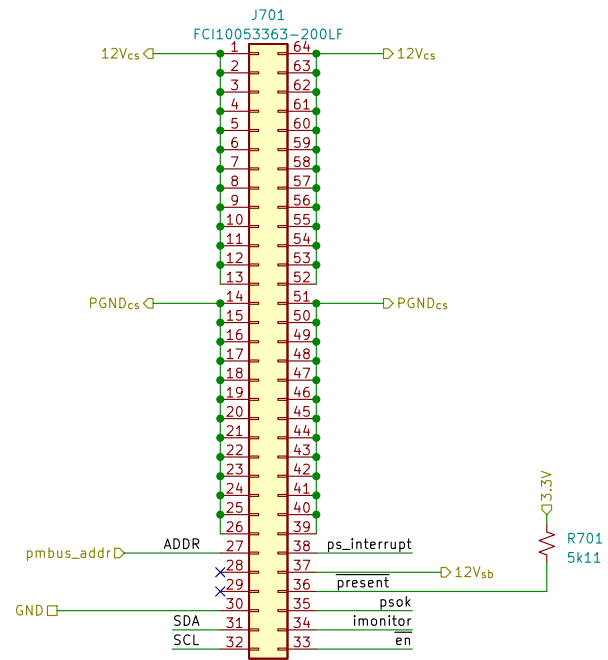 J701
FCI10053363-200LF
12Vcs 1 64 12Vcs
2 63
3 62
4 61
5 60
6 59
7 58
8 57
9 56
10 55
11 54
12 53
13 52
PGNDcs 14 51 PGNDcs
15 50
16 49
17 48
18 47
19 46
20 45
21 44
22 43
23 42
24 41
25 40
26 39
3.3V
R701
5k11
pmbus_addr ADDR 27 38 ps_interrupt
28 37 12Vsb
29 36 present
GND 30 35 psok
SDA 31 34 imonitor
SCL 32 33 en